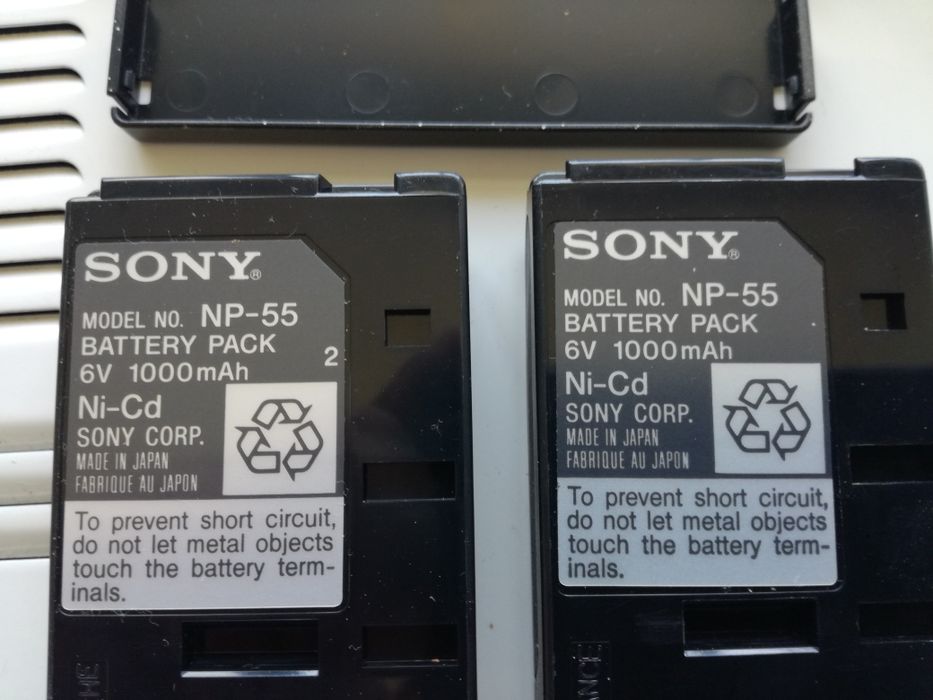 SONY®
MODEL NO. NP-55
BATTERY PACK
2
6V 1000mAh
Ni-Cd
SONY CORP.
MADE IN JAPAN
FABRIQUE AU JAPON
To prevent short circuit,
do not let metal objects
touch the battery term-
inals.
SONY®
MODEL NO. NP-55
BATTERY PACK
6V 1000mAh
Ni-Cd
SONY CORP.
MADE IN JAPAN
FABRIQUE AU JAPON
To prevent short circuit,
do not let metal objects
touch the battery term-
inals.